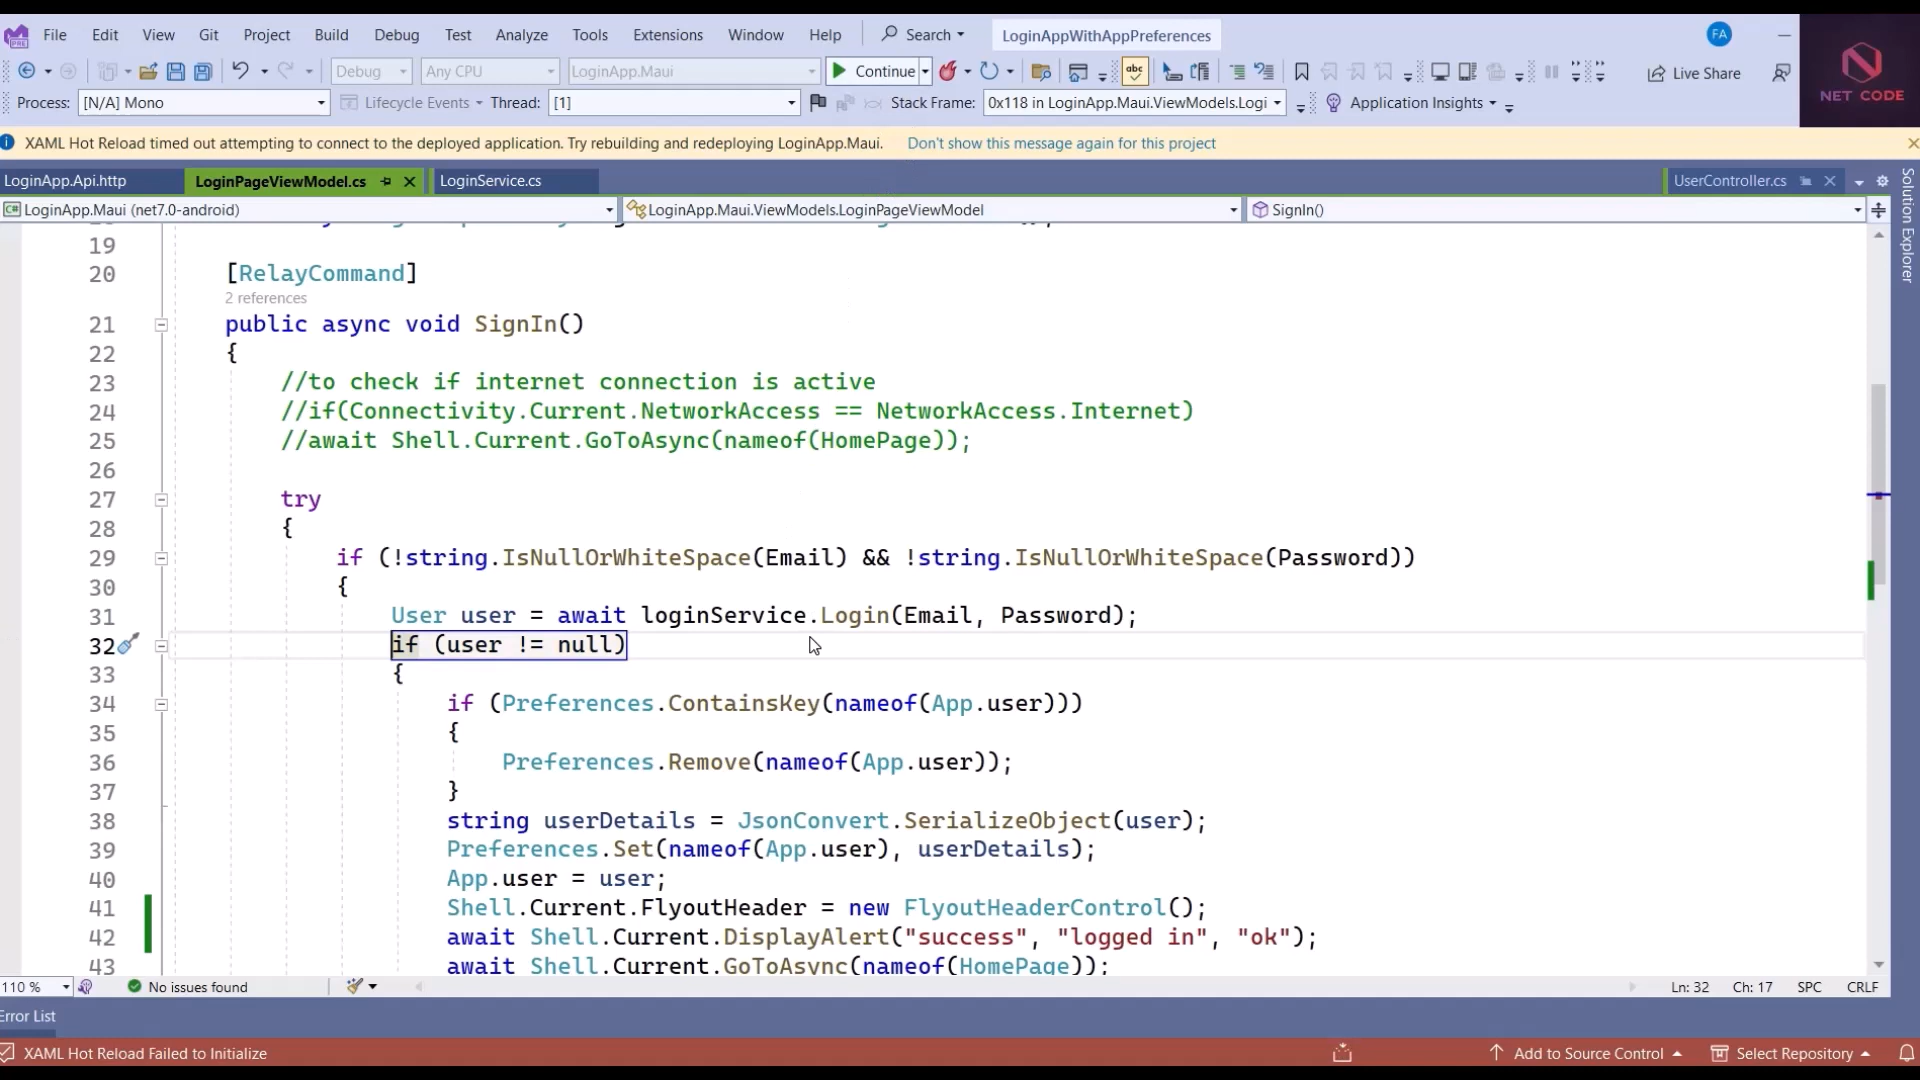 File Edit View Git Project Build Debug Test Analyze Tools Extensions Window Help Search LoginAppWithAppPreferences FA
Debug Any CPU LoginApp.Maui Continue Live Share
NET CODE
Process: [N/A] Mono Lifecycle Events Thread: [1] Stack Frame: 0x118 in LoginApp.Maui.ViewModels.Logi Application Insights
XAML Hot Reload timed out attempting to connect to the deployed application. Try rebuilding and redeploying LoginApp.Maui. Don't show this message again for this project
LoginApp.Api.http LoginPageViewModel.cs LoginService.cs UserController.cs
Solution Explorer
LoginApp.Maui (net7.0-android) LoginApp.Maui.ViewModels.LoginPageViewModel SignIn()
19
20 [RelayCommand]
2 references
21 public async void SignIn()
22 {
23 //to check if internet connection is active
24 //if(Connectivity.Current.NetworkAccess == NetworkAccess.Internet)
25 //await Shell.Current.GoToAsync(nameof(HomePage));
26
27 try
28 {
29 if (!string.IsNullOrWhiteSpace(Email) && !string.IsNullOrWhiteSpace(Password))
30 {
31 User user = await loginService.Login(Email, Password);
32 if (user != null)
33 {
34 if (Preferences.ContainsKey(nameof(App.user)))
35 {
36 Preferences.Remove(nameof(App.user));
37 }
38 string userDetails = JsonConvert.SerializeObject(user);
39 Preferences.Set(nameof(App.user), userDetails);
40 App.user = user;
41 Shell.Current.FlyoutHeader = new FlyoutHeaderControl();
42 await Shell.Current.DisplayAlert("success", "logged in", "ok");
43 await Shell.Current.GoToAsync(nameof(HomePage));
110 % No issues found Ln: 32 Ch: 17 SPC CRLF
Error List
XAML Hot Reload Failed to Initialize Add to Source Control Select Repository